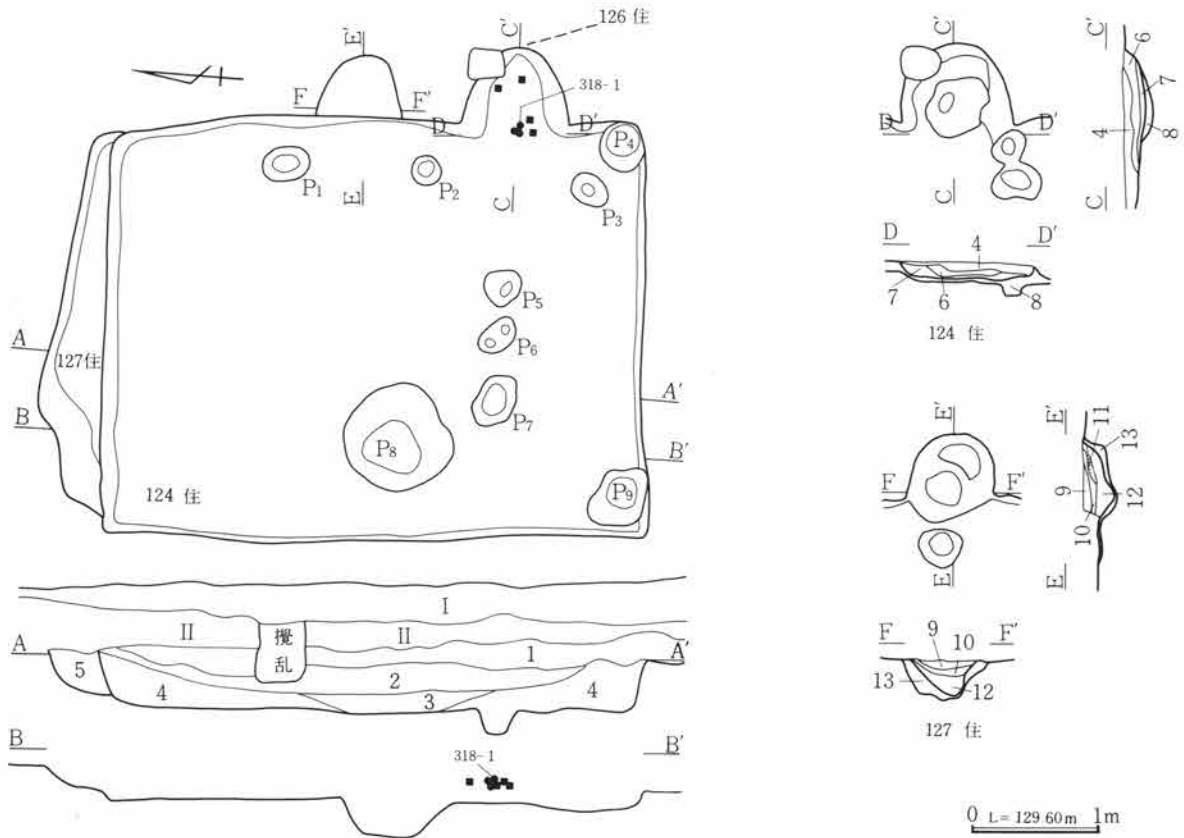 126 住
C C'
E E'
318-1
F F'
D D'
P4
P1
P2
P3
P5
P6
P7
P8
P9
A A'
B B'
127住
124 住
I
II 攪乱 II
A A'
5 4 2 3 1 4
B B'
318-1
C' C'
6
7
8
4
D D'
C C
D 4 D'
7 6 8
124 住
E' E'
11
13
9
12
10
F F'
E E
F 9 10 F'
13 12
127 住
0 L=129.60m 1m